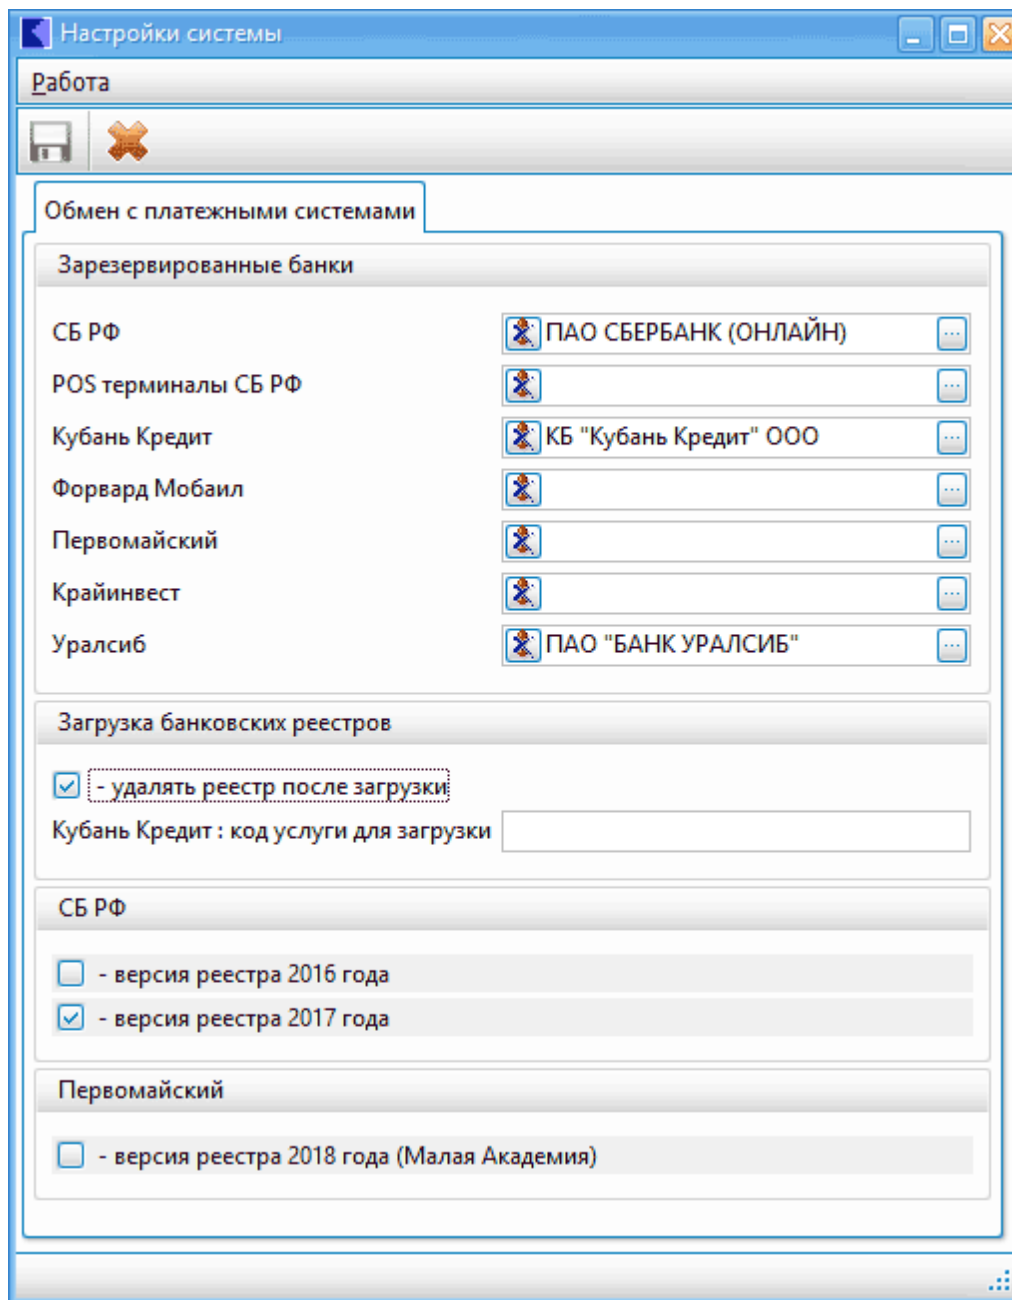 Настройки системы
Работа
Обмен с платежными системами
Зарезервированные банки
СБ РФ ПАО СБЕРБАНК (ОНЛАЙН) ...
POS терминалы СБ РФ ...
Кубань Кредит КБ "Кубань Кредит" ООО ...
Форвард Мобаил ...
Первомайский ...
Крайинвест ...
Уралсиб ПАО "БАНК УРАЛСИБ" ...
Загрузка банковских реестров
- удалять реестр после загрузки
Кубань Кредит : код услуги для загрузки
СБ РФ
- версия реестра 2016 года
- версия реестра 2017 года
Первомайский
- версия реестра 2018 года (Малая Академия)